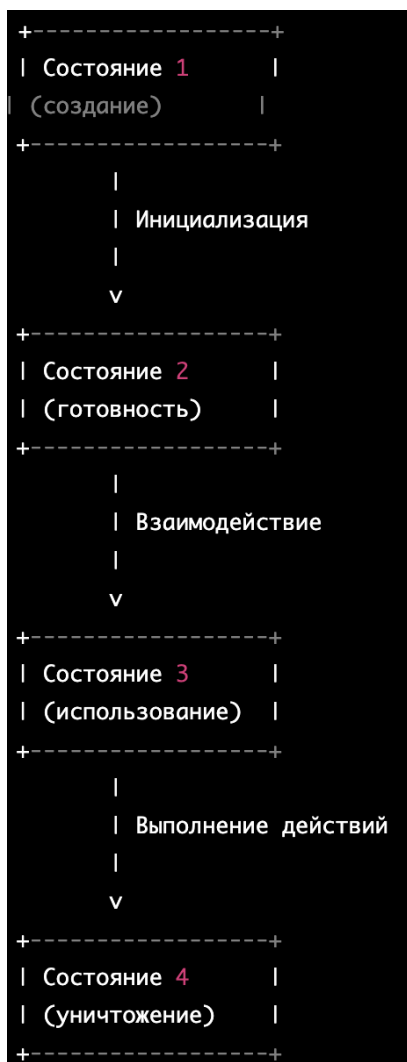 +------------------+
| Состояние 1      |
| (создание)       |
+------------------+
       |
       | Инициализация
       |
       v
+------------------+
| Состояние 2      |
| (готовность)     |
+------------------+
       |
       | Взаимодействие
       |
       v
+------------------+
| Состояние 3      |
| (использование)  |
+------------------+
       |
       | Выполнение действий
       |
       v
+------------------+
| Состояние 4      |
| (уничтожение)    |
+------------------+